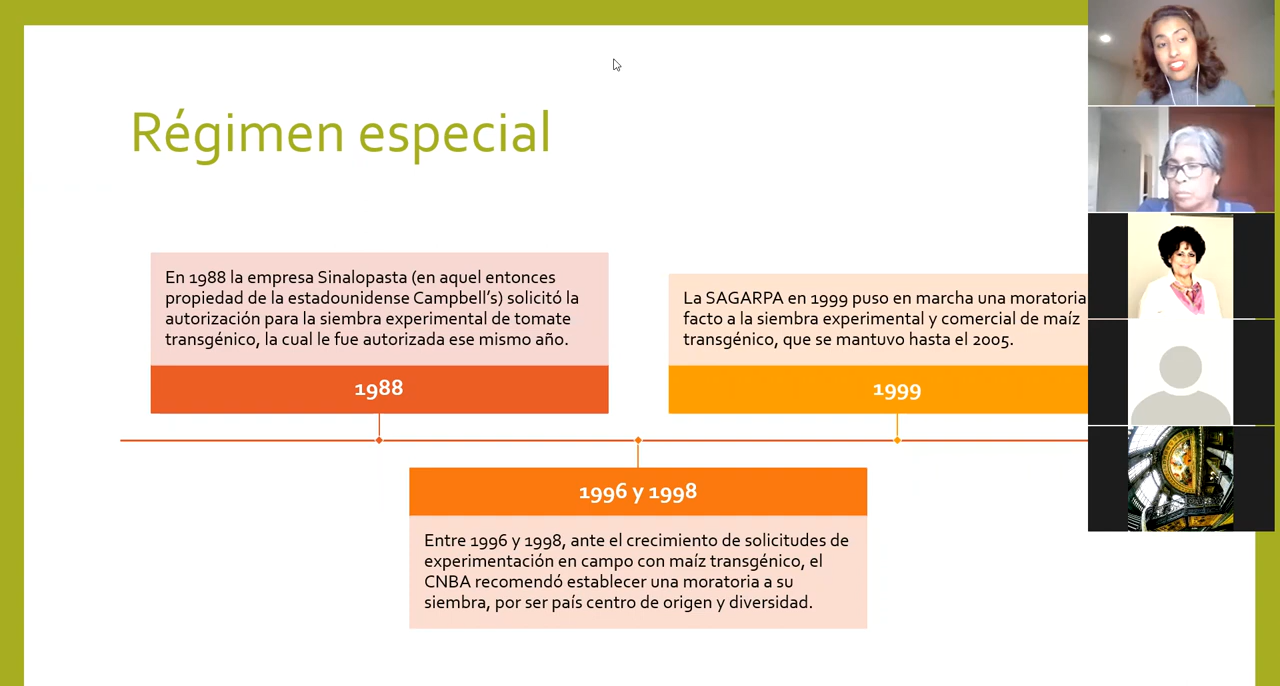 Régimen especial
En 1988 la empresa Sinalopasta (en aquel entonces
propiedad de la estadounidense Campbell's) solicitó la
autorización para la siembra experimental de tomate
transgénico, la cual le fue autorizada ese mismo año.
1988
La SAGARPA en 1999 puso en marcha una moratoria
facto a la siembra experimental y comercial de maíz
transgénico, que se mantuvo hasta el 2005.
1999
1996 y 1998
Entre 1996 y 1998, ante el crecimiento de solicitudes de
experimentación en campo con maíz transgénico, el
CNBA recomendó establecer una moratoria a su
siembra, por ser país centro de origen y diversidad.